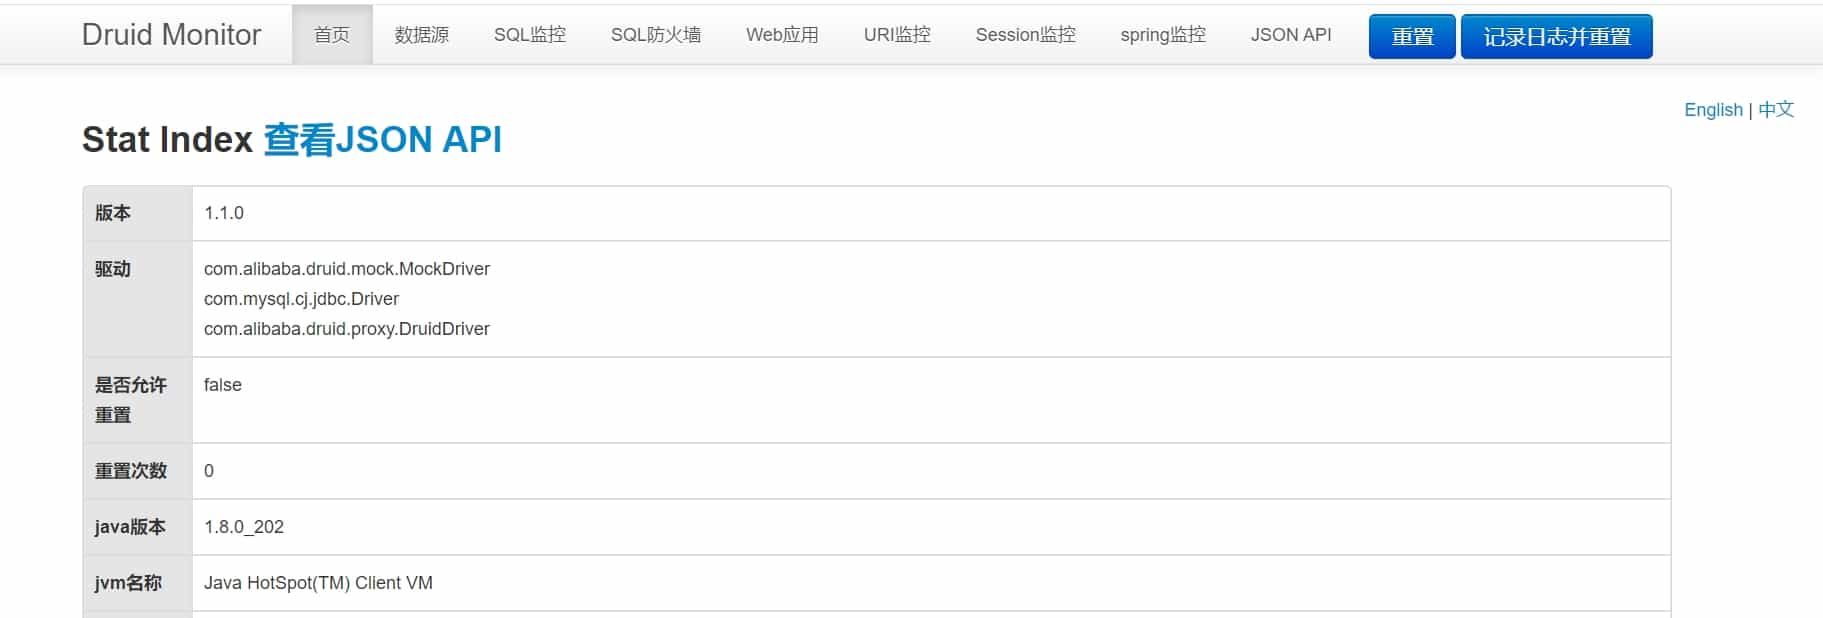 Druid Monitor 首页 数据源 SQL监控 SQL防火墙 Web应用 URI监控 Session监控 spring监控 JSON API 重置 记录日志并重置
English | 中文
Stat Index 查看JSON API
版本 1.1.0
驱动 com.alibaba.druid.mock.MockDriver
com.mysql.cj.jdbc.Driver
com.alibaba.druid.proxy.DruidDriver
是否允许 false
重置
重置次数 0
java版本 1.8.0_202
jvm名称 Java HotSpot(TM) Client VM